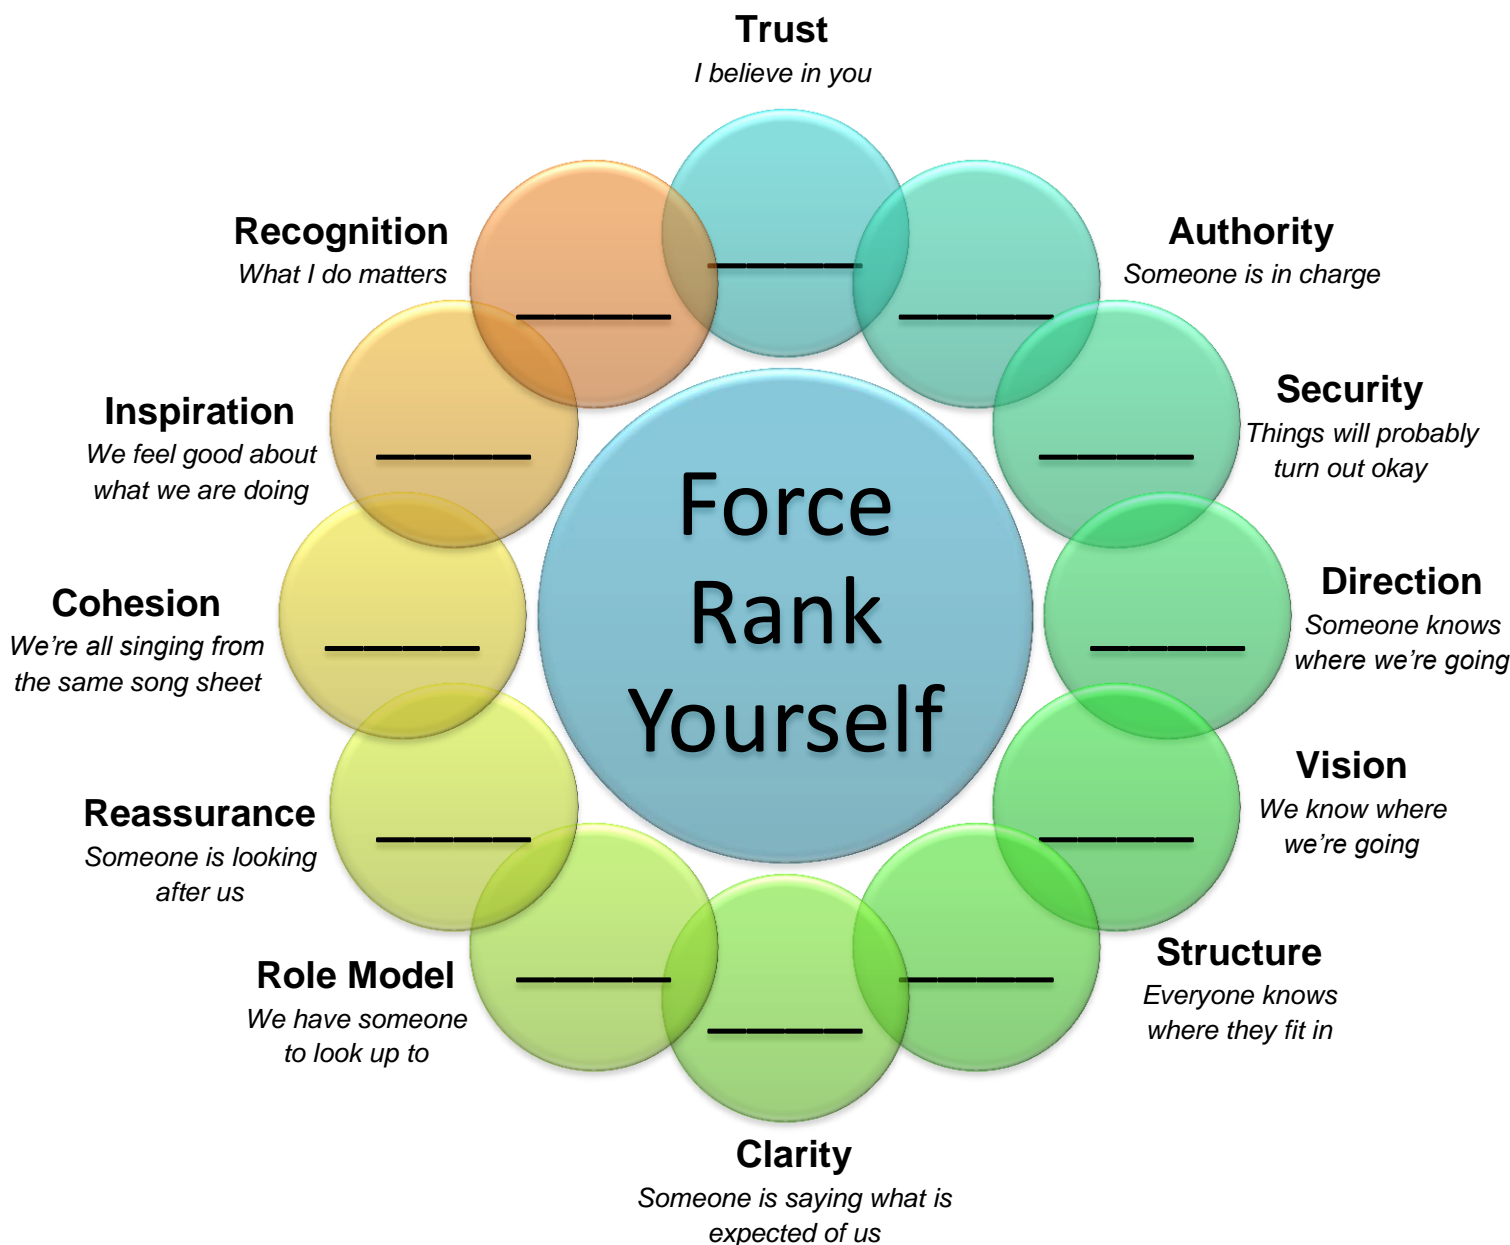 Trust
I believe in you
Authority
Someone is in charge
Security
Things will probably
turn out okay
Direction
Someone knows
where we’re going
Vision
We know where
we’re going
Structure
Everyone knows
where they fit in
Clarity
Someone is saying what is
expected of us
Role Model
We have someone
to look up to
Reassurance
Someone is looking
after us
Cohesion
We’re all singing from
the same song sheet
Inspiration
We feel good about
what we are doing
Recognition
What I do matters
Force
Rank
Yourself